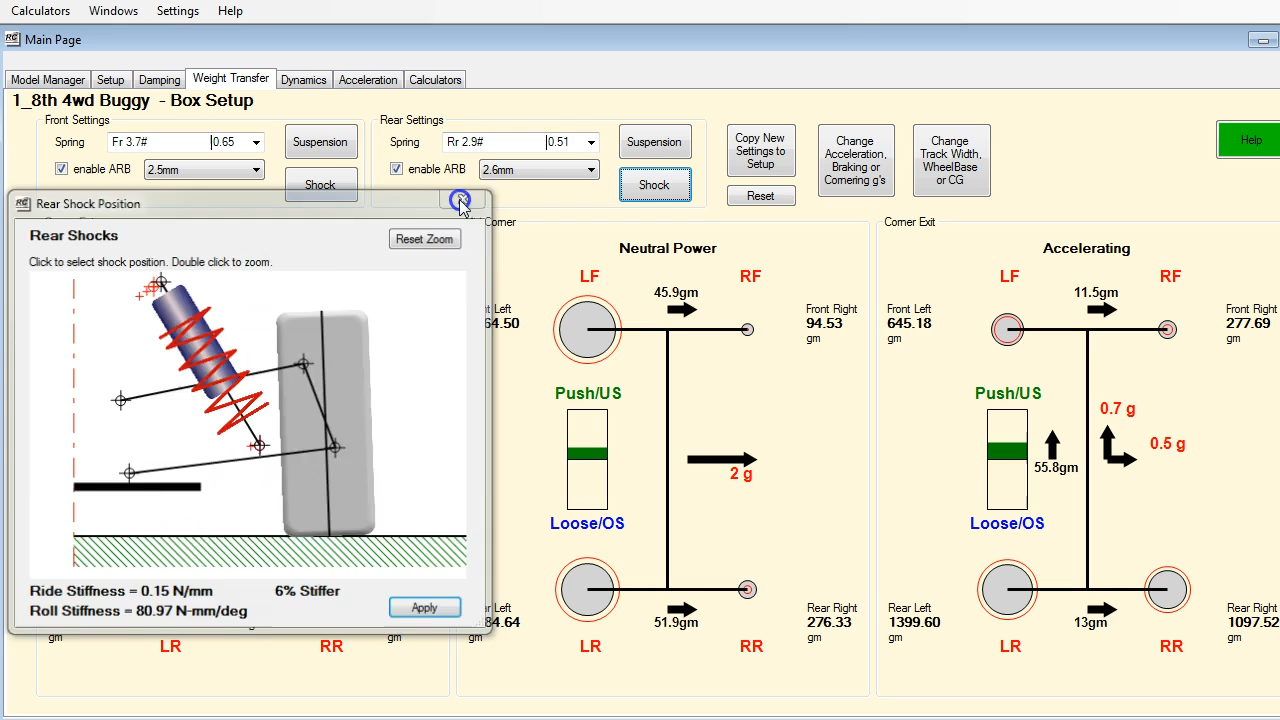 Calculators Windows Settings Help
Main Page
Model Manager Setup Damping Weight Transfer Dynamics Acceleration Calculators
1_8th 4wd Buggy - Box Setup
Front Settings
Spring Fr 3.7# 0.65
Suspension
enable ARB 2.5mm
Shock
Rear Settings
Spring Rr 2.9# 0.51
Suspension
enable ARB 2.6mm
Shock
Copy New
Settings to
Setup
Reset
Change
Acceleration,
Braking or
Cornering g's
Change
Track Width,
WheelBase
or CG
Help
Rear Shock Position
Rear Shocks
Reset Zoom
Click to select shock position. Double click to zoom.
Ride Stiffness = 0.15 N/mm 6% Stiffer
Roll Stiffness = 80.97 N-mm/deg
Apply
gm gm
LR RR
Corner
Neutral Power
LF RF
45.9gm
Left
64.50
Front Right
94.53
gm
Push/US
2 g
Loose/OS
Left
84.64
51.9gm
Rear Right
276.33
gm
LR RR
Corner Exit
Accelerating
LF RF
11.5gm
Front Left
645.18
gm
Front Right
277.69
gm
Push/US
0.7 g
0.5 g
55.8gm
Loose/OS
Rear Left
1399.60
gm
13gm
Rear Right
1097.52
gm
LR RR